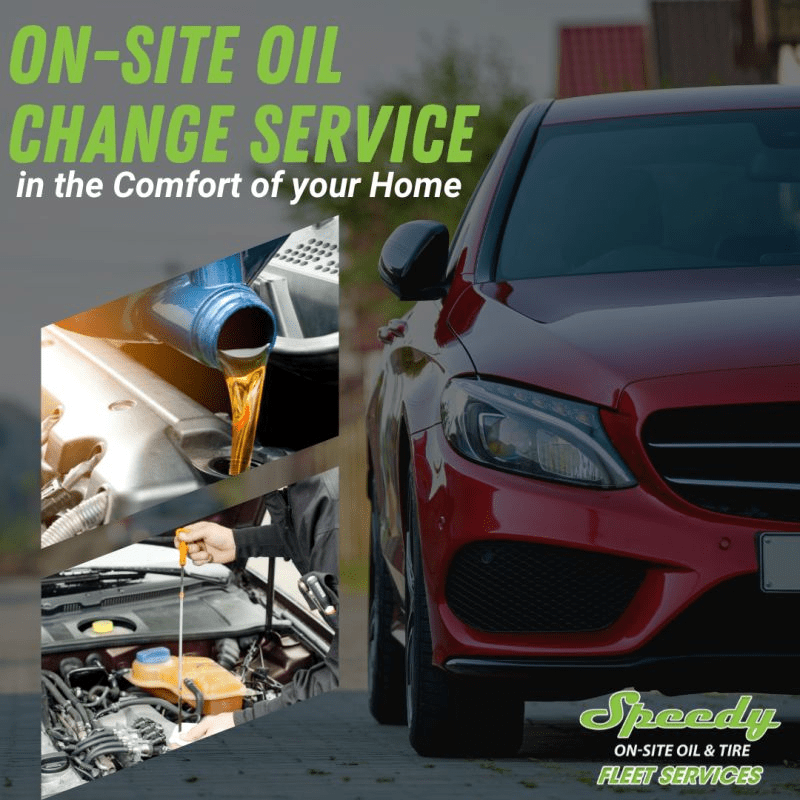 ON-SITE OIL
CHANGE SERVICE
in the Comfort of your Home
Speedy
ON-SITE OIL & TIRE
FLEET SERVICES